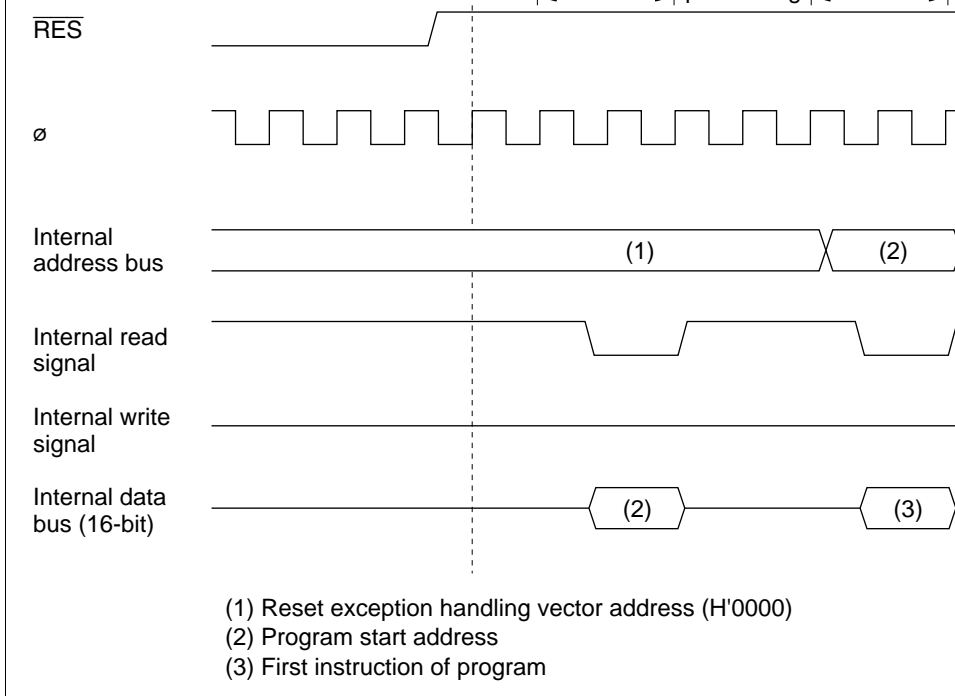 RES
ø
Internal
address bus
(1)
(2)
Internal read
signal
Internal write
signal
Internal data
bus (16-bit)
(2)
(3)
(1) Reset exception handling vector address (H'0000)
(2) Program start address
(3) First instruction of program